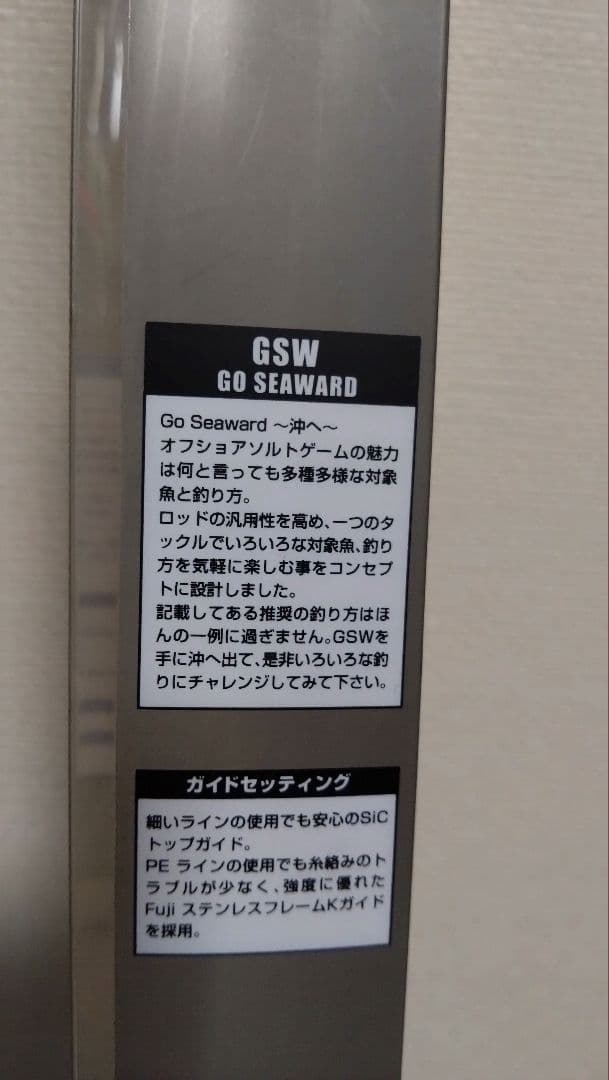 GSW
GO SEAWARD
Go Seaward ～沖へ～
オフショアソルトゲームの魅力
は何と言っても多種多様な対象
魚と釣り方。
ロッドの汎用性を高め、一つのタ
ックルでいろいろな対象魚、釣り
方を気軽に楽しむ事をコンセプ
トに設計しました。
記載してある推奨の釣り方はほ
んの一例に過ぎません。GSWを
手に沖へ出て、是非いろいろな釣
りにチャレンジしてみて下さい。
ガイドセッティング
細いラインの使用でも安心のSiC
トップガイド。
PE ラインの使用でも糸絡みのト
ラブルが少なく、強度に優れた
Fuji ステンレスフレームKガイド
を採用。